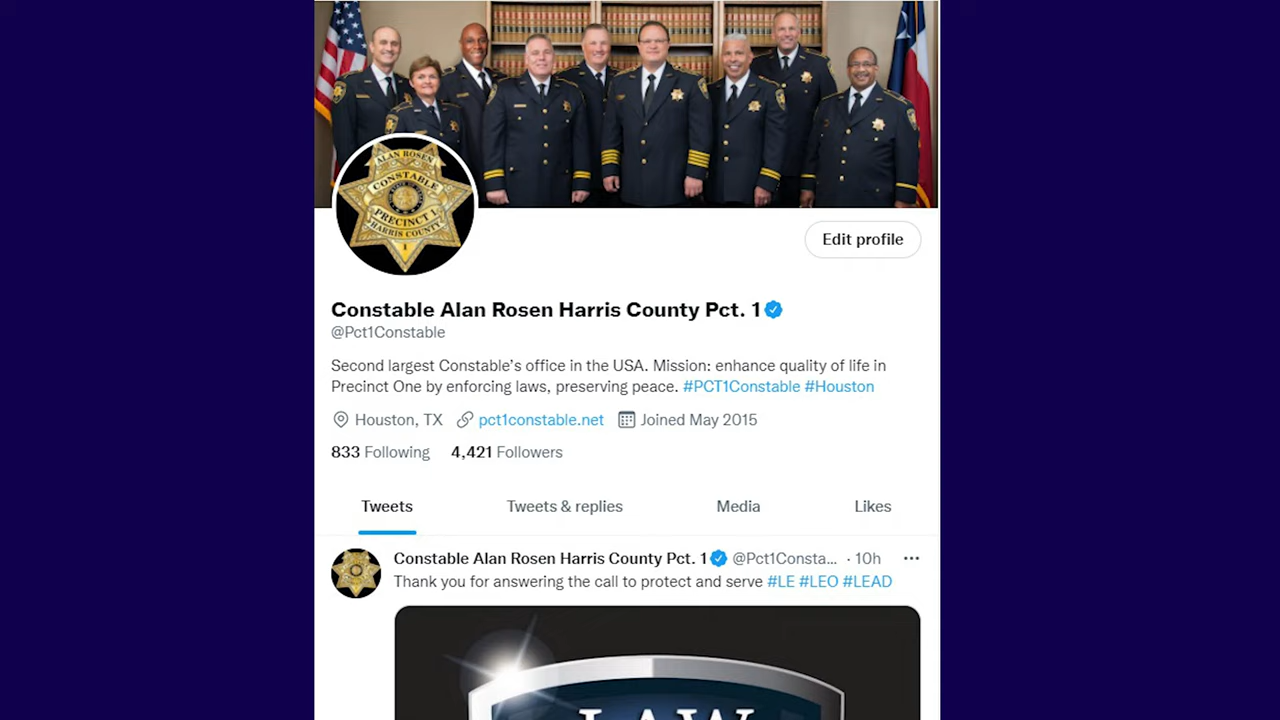 ALAN ROSEN
CONSTABLE
PRECINCT 1
HARRIS COUNTY
1
Edit profile
Constable Alan Rosen Harris County Pct. 1
@Pct1Constable
Second largest Constable's office in the USA. Mission: enhance quality of life in
Precinct One by enforcing laws, preserving peace. #PCT1Constable #Houston
Houston, TX pct1constable.net Joined May 2015
833 Following 4,421 Followers
Tweets Tweets & replies Media Likes
Constable Alan Rosen Harris County Pct. 1 @Pct1Consta... · 10h ···
Thank you for answering the call to protect and serve #LE #LEO #LEAD
LAW